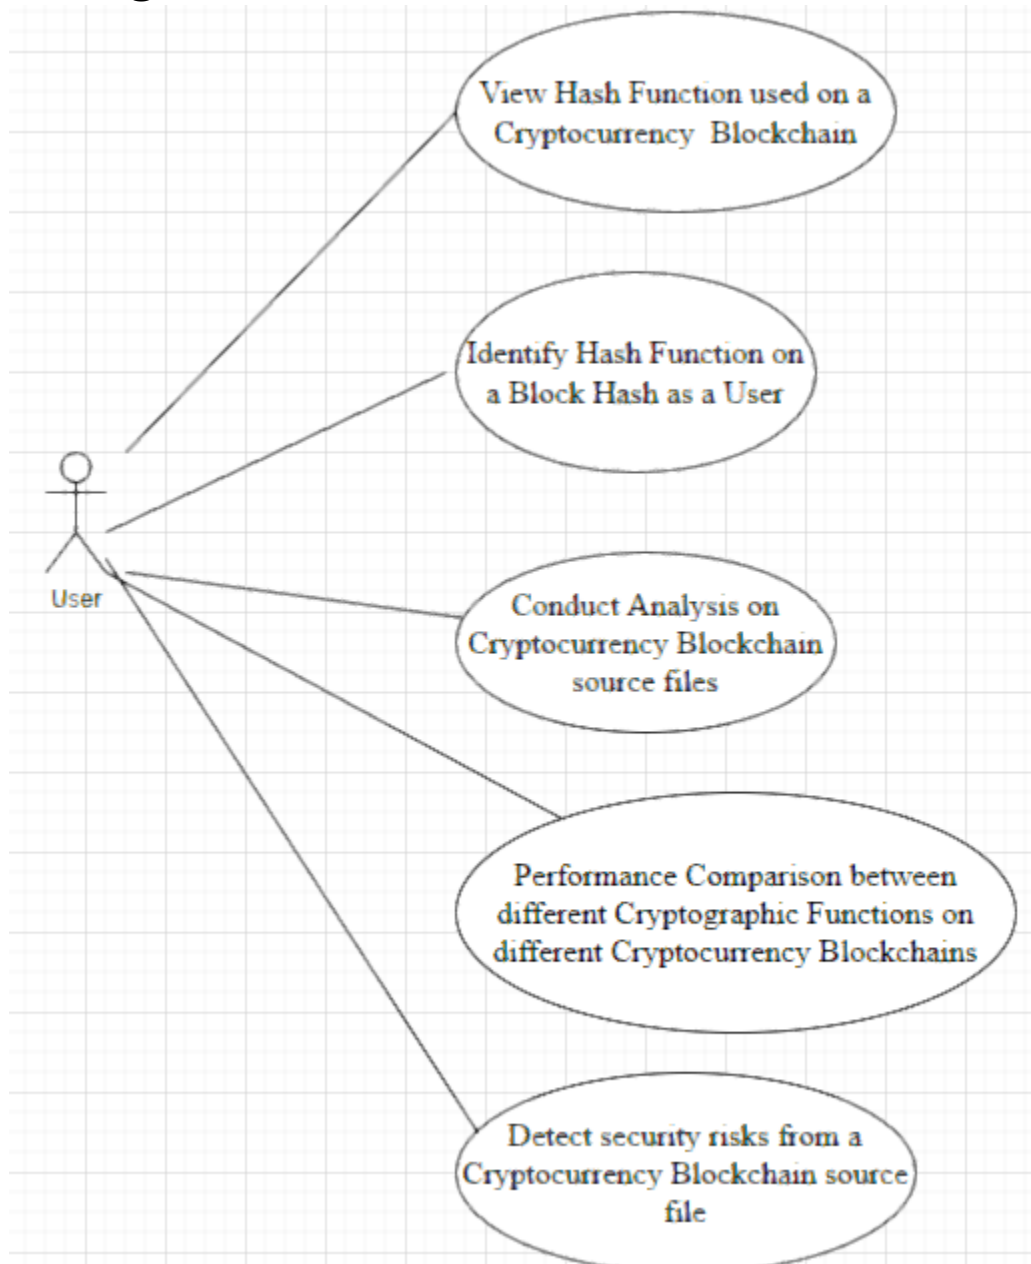 View Hash Function used on a
Cryptocurrency Blockchain
Identify Hash Function on
a Block Hash as a User
User
Conduct Analysis on
Cryptocurrency Blockchain
source files
Performance Comparison between
different Cryptographic Functions on
different Cryptocurrency Blockchains
Detect security risks from a
Cryptocurrency Blockchain source
file